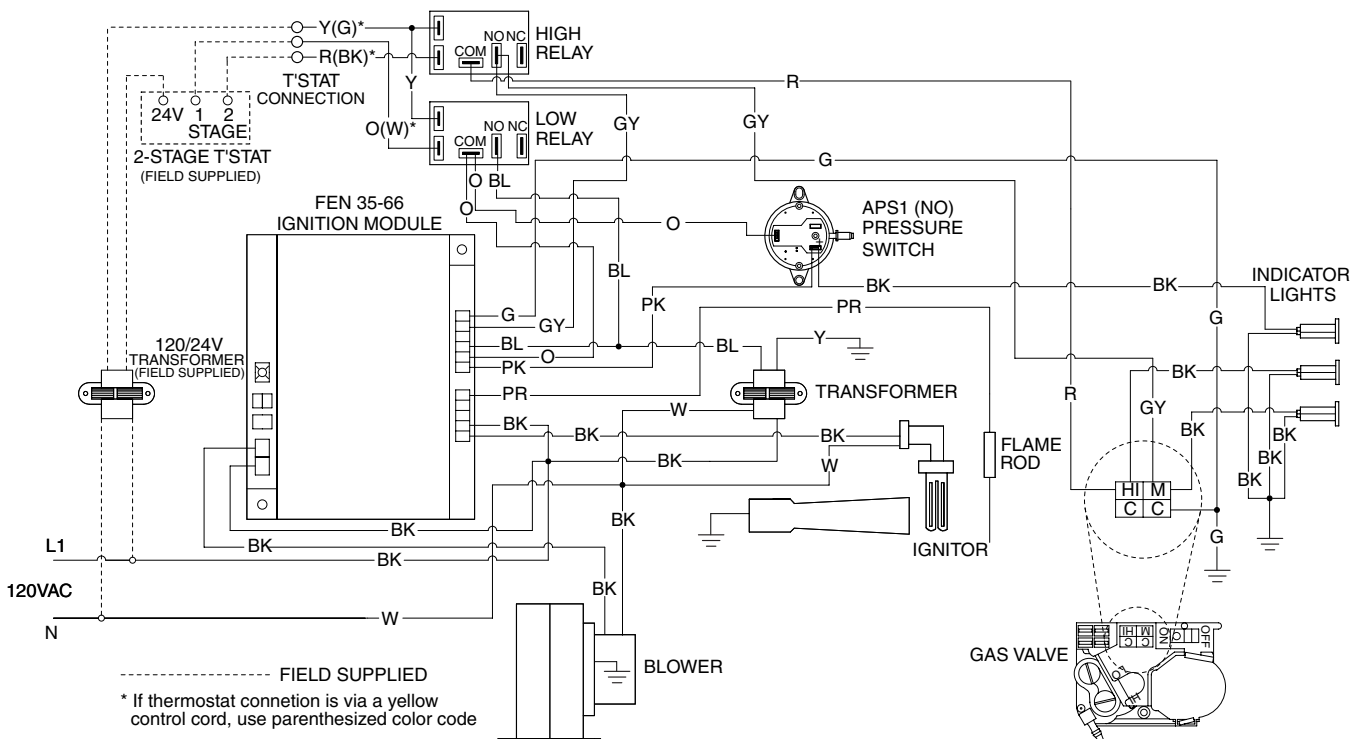 Y(G)*
R(BK)*
T'STAT
CONNECTION
Y
O(W)*
24V 1 2
STAGE
2-STAGE T'STAT
(FIELD SUPPLIED)
COM NO NC
HIGH
RELAY
COM NO NC
LOW
RELAY
R
GY
GY
G
O BL
O
O
BL
FEN 35-66
IGNITION MODULE
APS1 (NO)
PRESSURE
SWITCH
BK
BK
INDICATOR
LIGHTS
PK
PR
G
GY
BL
O
PK
PR
BK
BK
BL
Y
TRANSFORMER
W
BK
W
BK
120/24V
TRANSFORMER
(FIELD SUPPLIED)
FLAME
ROD
IGNITOR
R
BK
GY
BK
G
BK
BK
BK
HI M
C C
G
BK
BK
BK
BK
BK
L1
120VAC
N
W
BLOWER
GAS VALVE
HI M
C C
ON
OFF
FIELD SUPPLIED
* If thermostat connetion is via a yellow
control cord, use parenthesized color code